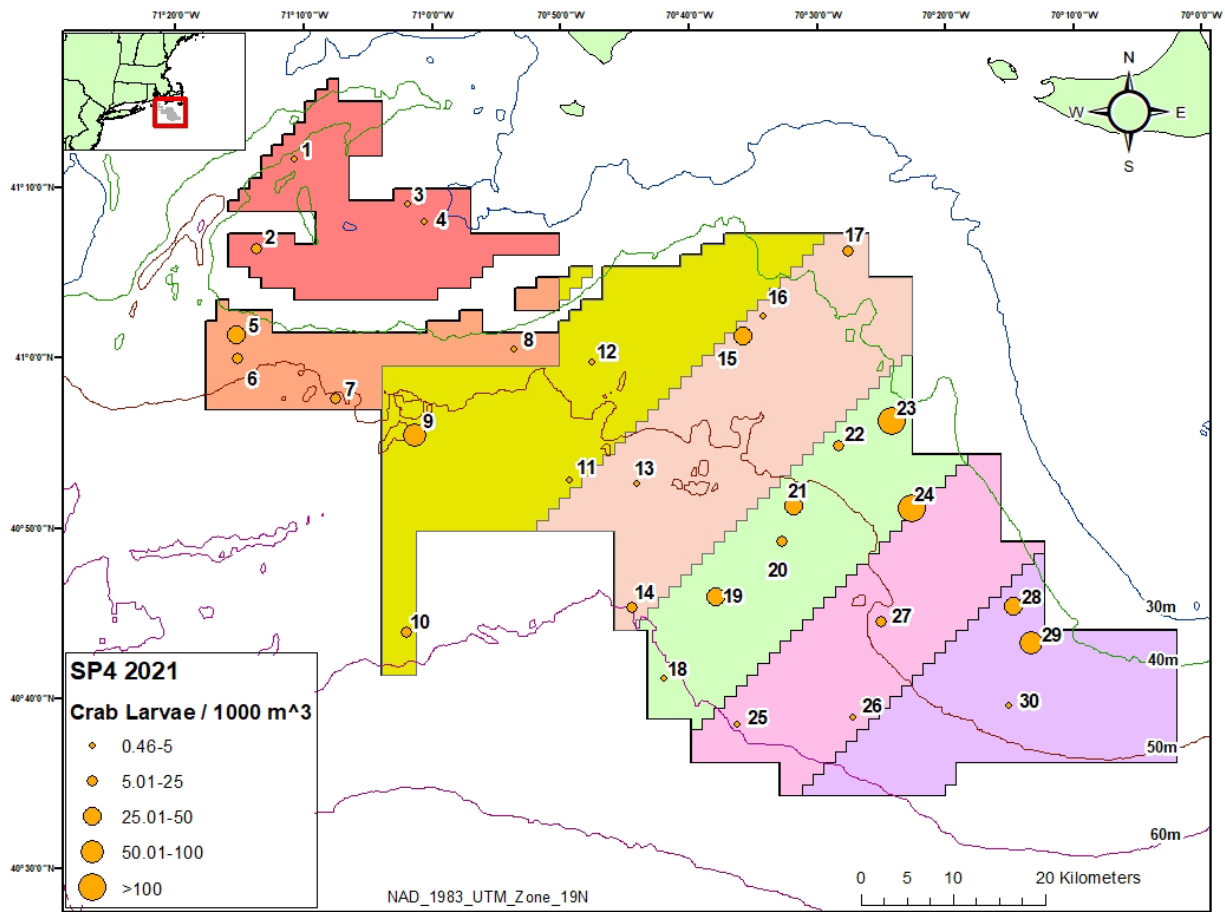 71°20'0"W 71°10'0"W 71°0'0"W 70°50'0"W 70°40'0"W 70°30'0"W 70°20'0"W 70°10'0"W 70°0'0"W
N
W E
S
1
41°10'0"N
3
4
2
17
16
5
41°0'0"N
8
12
15
6
7
9
23
22
11
13
21
24
40°50'0"N
20
14
19
28
30m
27
10
29
40m
SP4 2021
18
40°40'0"N
Crab Larvae / 1000 m^3
25
26
30
0.46-5
50m
5.01-25
25.01-50
60m
50.01-100
40°30'0"N
>100
NAD_1983_UTM_Zone_19N
0 5 10 20 Kilometers